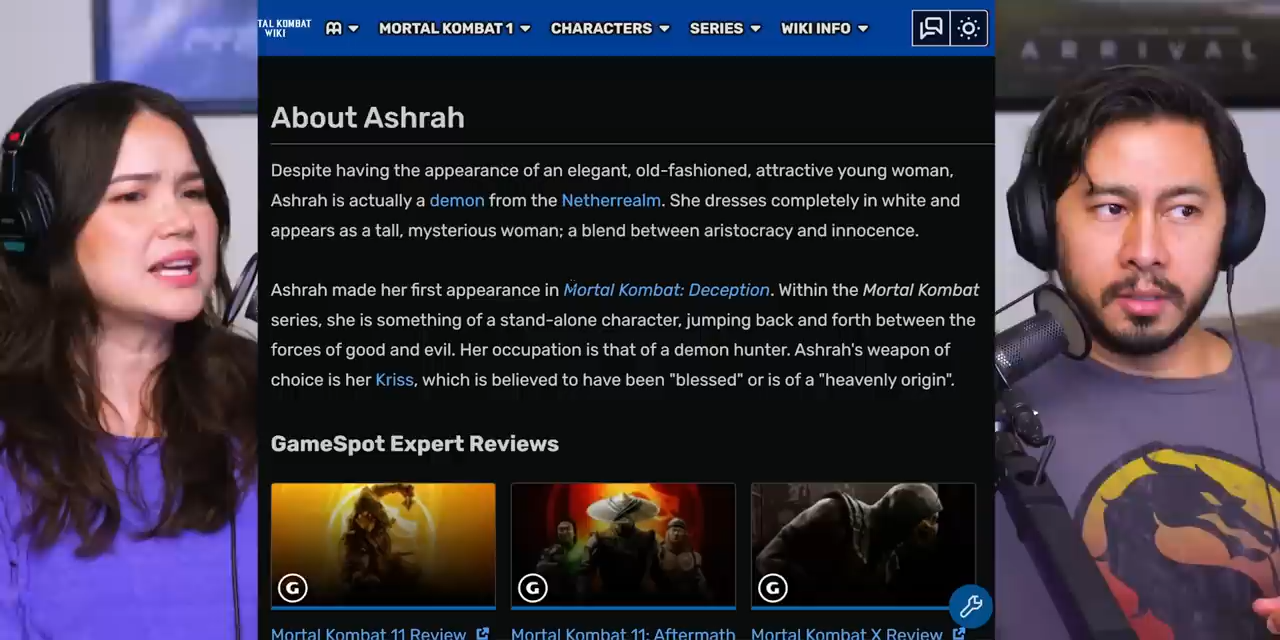 TAL KOMBAT
WIKI
MORTAL KOMBAT 1
CHARACTERS
SERIES
WIKI INFO
ARRIVAL
About Ashrah
Despite having the appearance of an elegant, old-fashioned, attractive young woman,
Ashrah is actually a demon from the Netherrealm. She dresses completely in white and
appears as a tall, mysterious woman; a blend between aristocracy and innocence.
Ashrah made her first appearance in Mortal Kombat: Deception. Within the Mortal Kombat
series, she is something of a stand-alone character, jumping back and forth between the
forces of good and evil. Her occupation is that of a demon hunter. Ashrah's weapon of
choice is her Kriss, which is believed to have been "blessed" or is of a "heavenly origin".
GameSpot Expert Reviews
G
G
G
Mortal Kombat 11 Review
Mortal Kombat 11: Aftermath
Mortal Kombat X Review